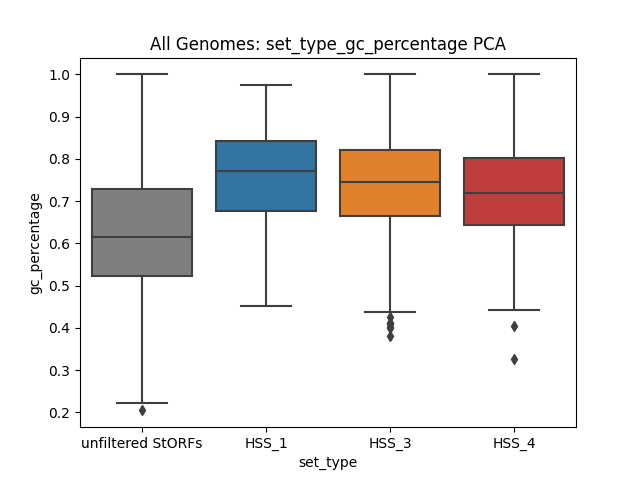 All Genomes: set_type_gc_percentage PCA
gc_percentage
1.0
0.9
0.8
0.7
0.6
0.5
0.4
0.3
0.2
unfiltered StORFs HSS_1 HSS_3 HSS_4
set_type